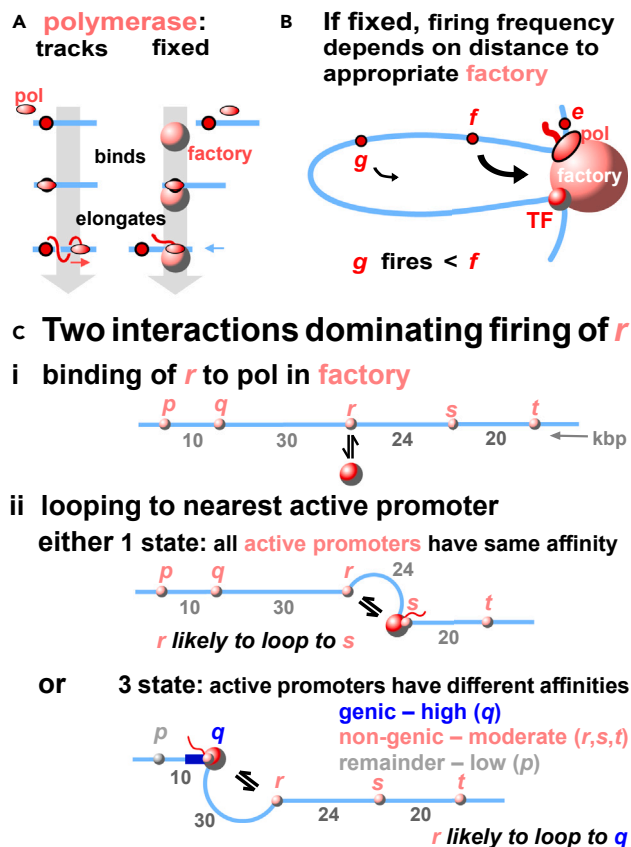 A polymerase:
tracks fixed
pol
binds
factory
elongates
B If fixed, firing frequency
depends on distance to
appropriate factory
e
f
pol
g
factory
TF
g fires < f
C Two interactions dominating firing of r
i binding of r to pol in factory
p q r s t
10 30 24 20 kbp
ii looping to nearest active promoter
either 1 state: all active promoters have same affinity
24
p q r s t
10 30 20
r likely to loop to s
or 3 state: active promoters have different affinities
genic – high (q)
non-genic – moderate (r,s,t)
remainder – low (p)
p q
10 r s t
30 24 20
r likely to loop to q